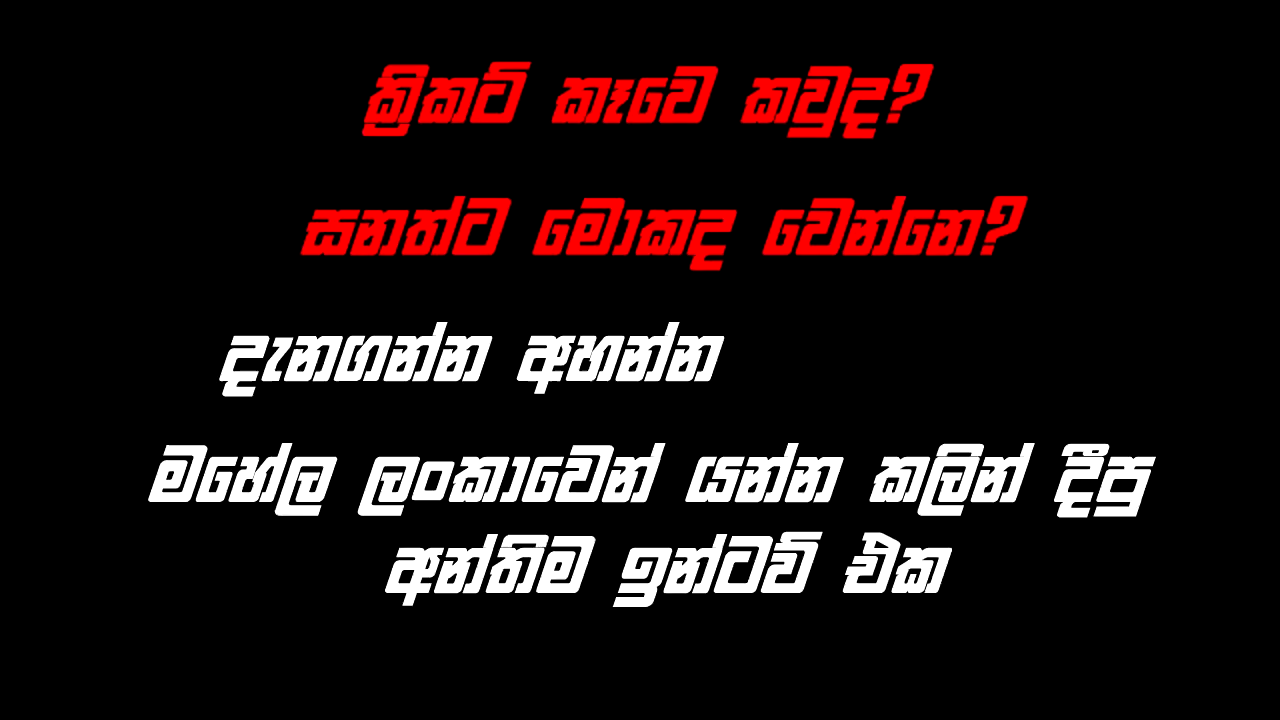 ක්‍රිකට් කෑවෙ කවුද?
සනත්ට මොකද වෙන්නෙ?
දැනගන්න අහන්න
මහේල ලංකාවෙන් යන්න කලින් දීපු
අන්තිම ඉන්ටව් එක